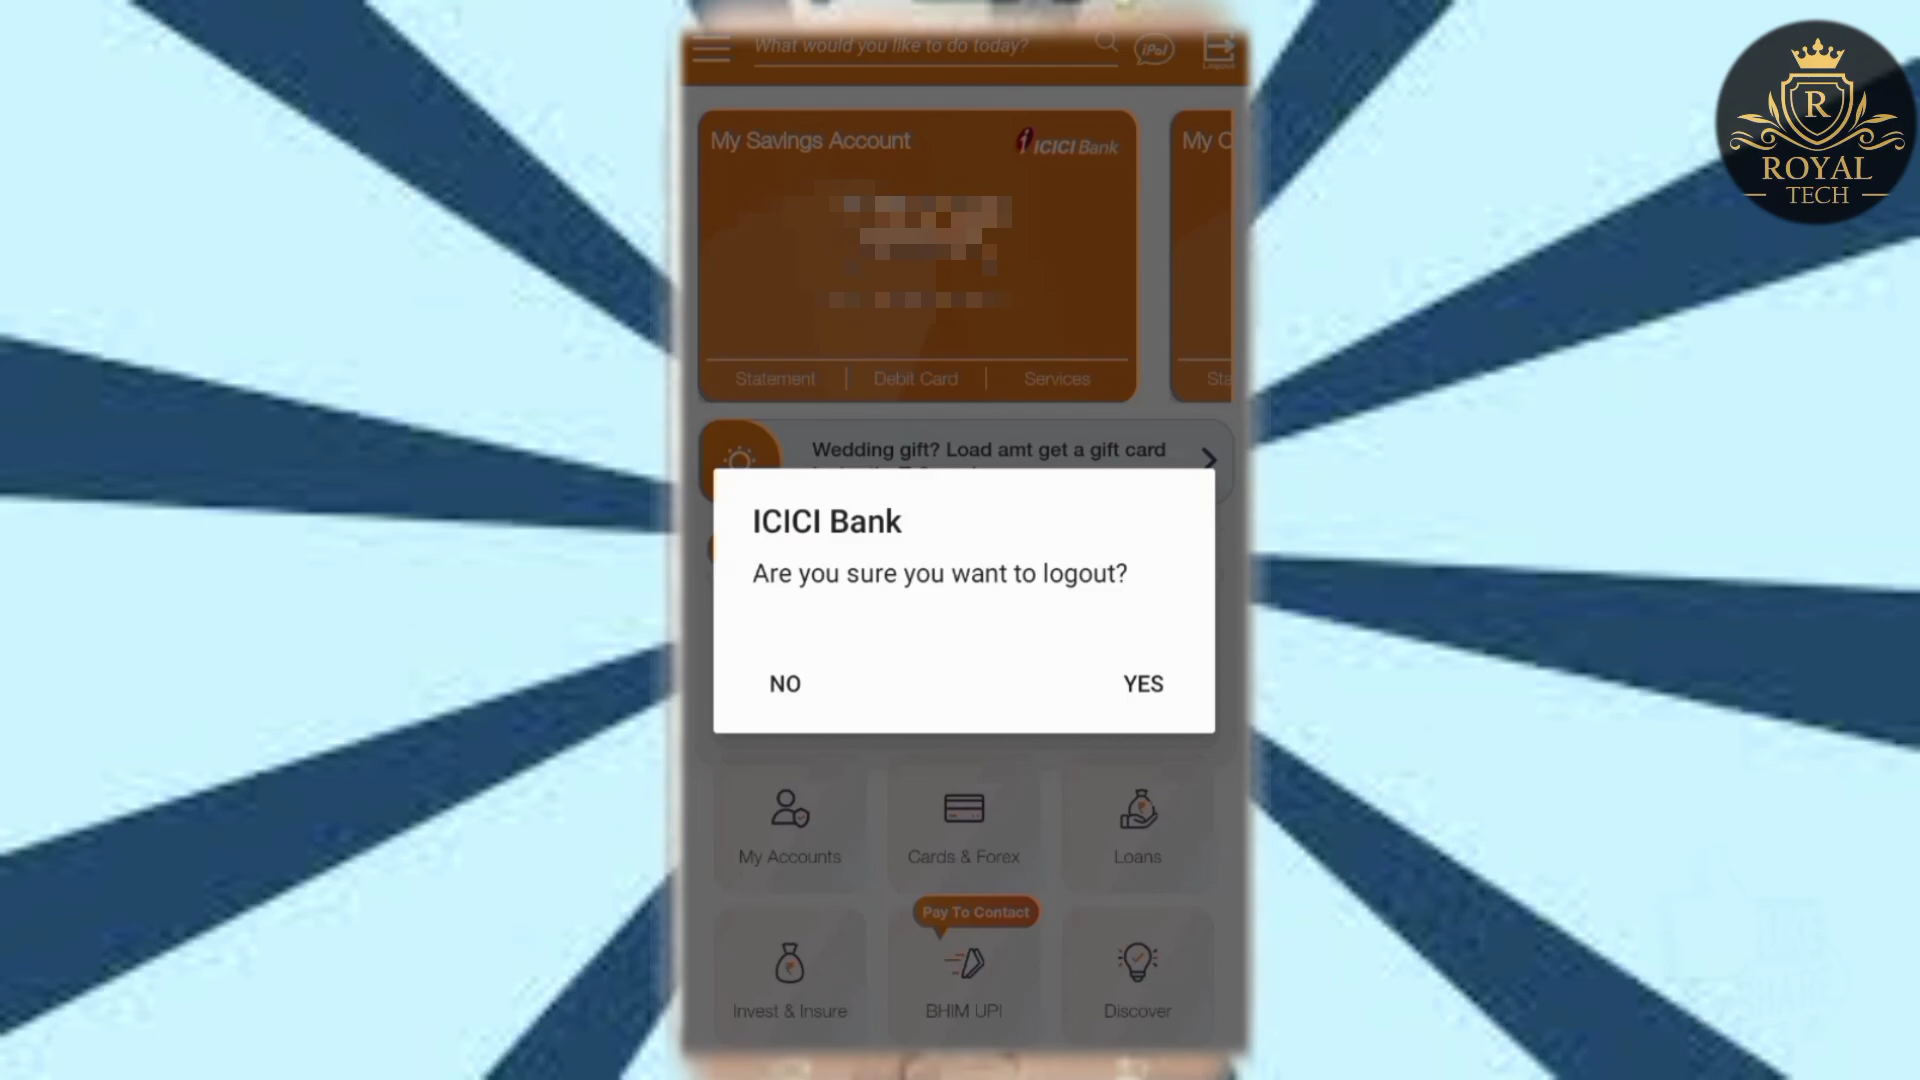 What would you like to do today?
iPal
Logout
My Savings Account
ICICI Bank
My
Statement
Debit Card
Services
Wedding gift? Load amt get a gift card
ICICI Bank
Are you sure you want to logout?
NO
YES
My Accounts
Cards & Forex
Loans
Pay To Contact
Invest & Insure
BHIM UPI
Discover
R
ROYAL
TECH